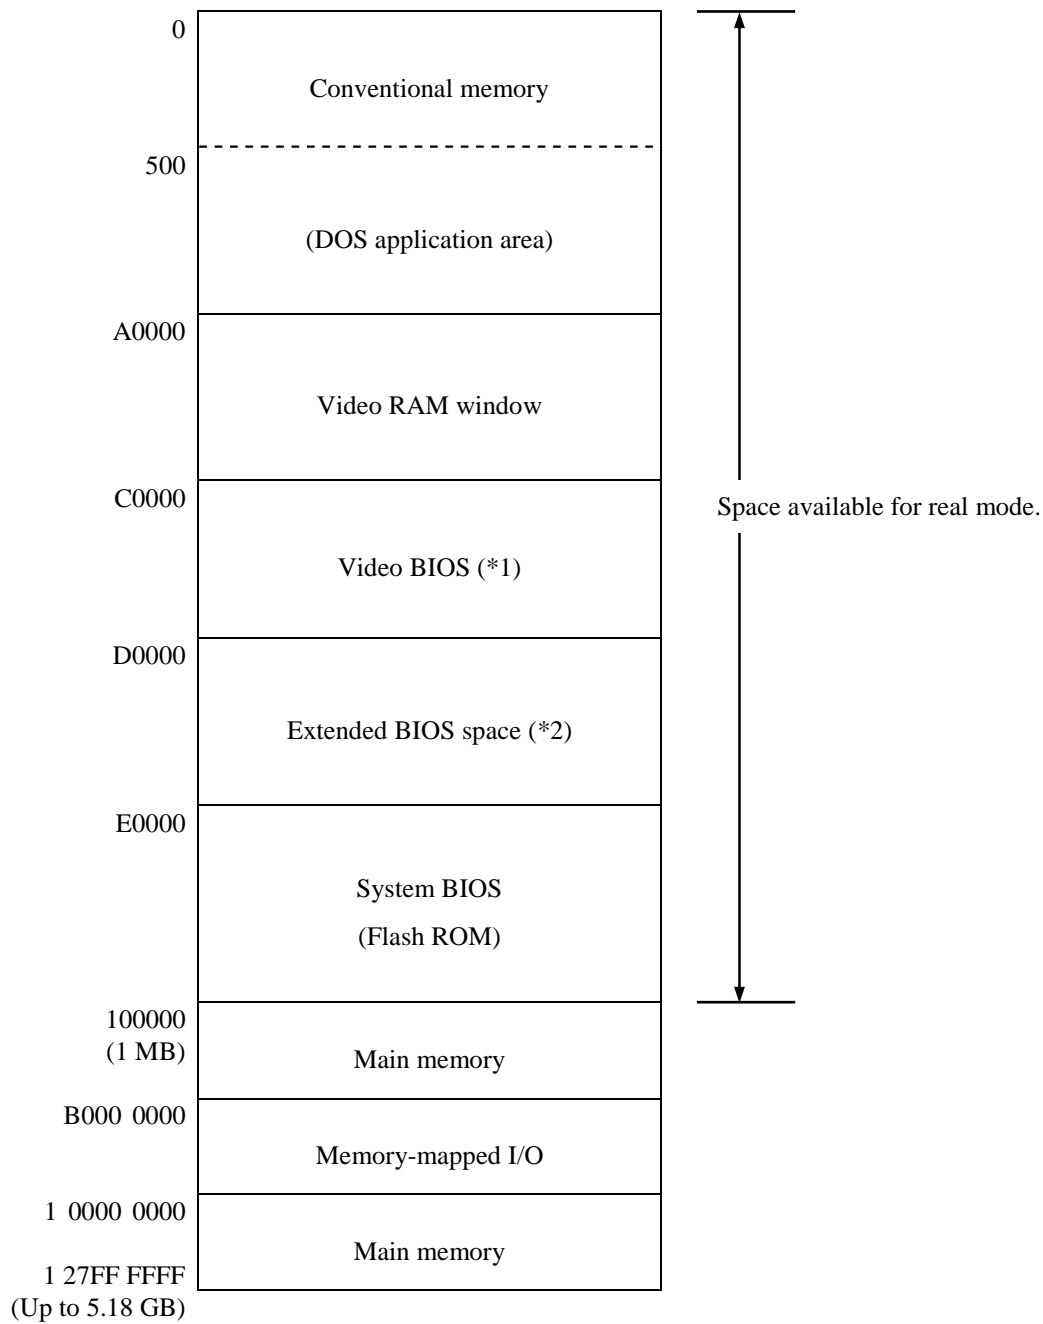 0
Conventional memory
500
(DOS application area)
A0000
Video RAM window
C0000
Space available for real mode.
Video BIOS (*1)
D0000
Extended BIOS space (*2)
E0000
System BIOS
(Flash ROM)
100000
(1 MB)
Main memory
B000 0000
Memory-mapped I/O
1 0000 0000
Main memory
1 27FF FFFF
(Up to 5.18 GB)